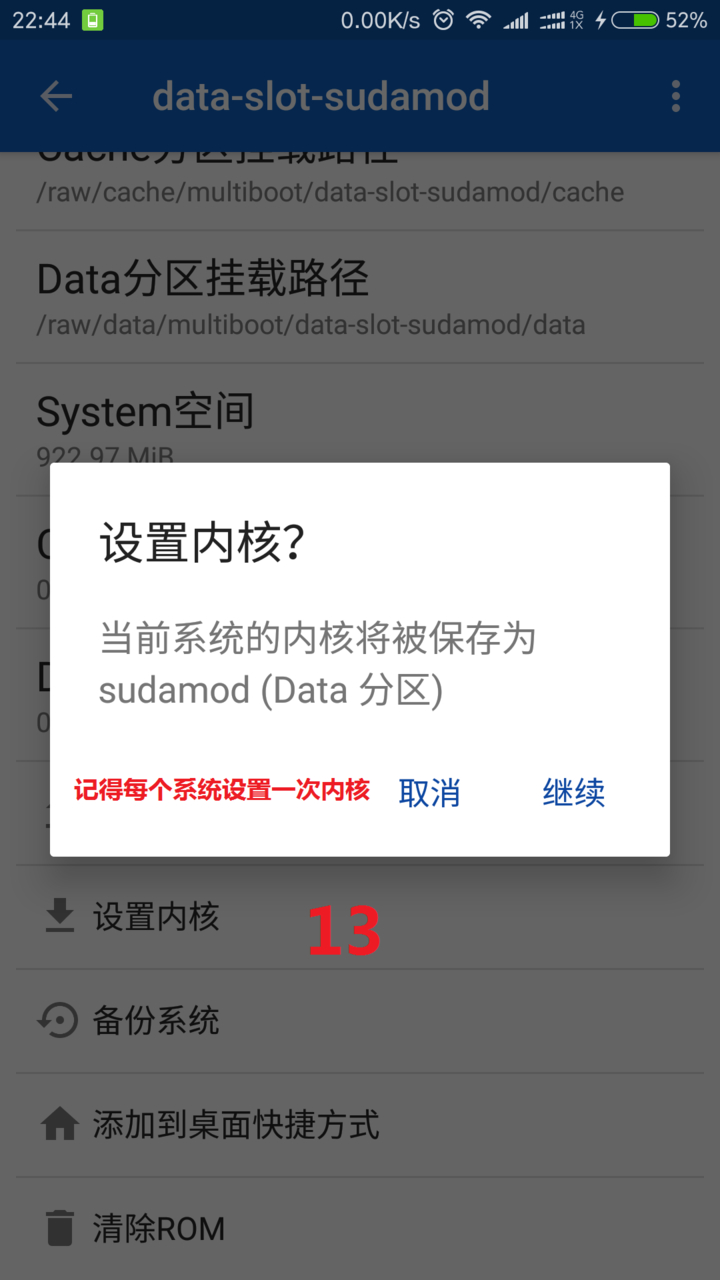 22:44
0.00K/s
4G
1X
52%
data-slot-sudamod
Cache分区挂载路径
/raw/cache/multiboot/data-slot-sudamod/cache
Data分区挂载路径
/raw/data/multiboot/data-slot-sudamod/data
System空间
922.97 MiB
设置内核?
当前系统的内核将被保存为
sudamod (Data 分区)
记得每个系统设置一次内核
取消
继续
设置内核
13
备份系统
添加到桌面快捷方式
清除ROM